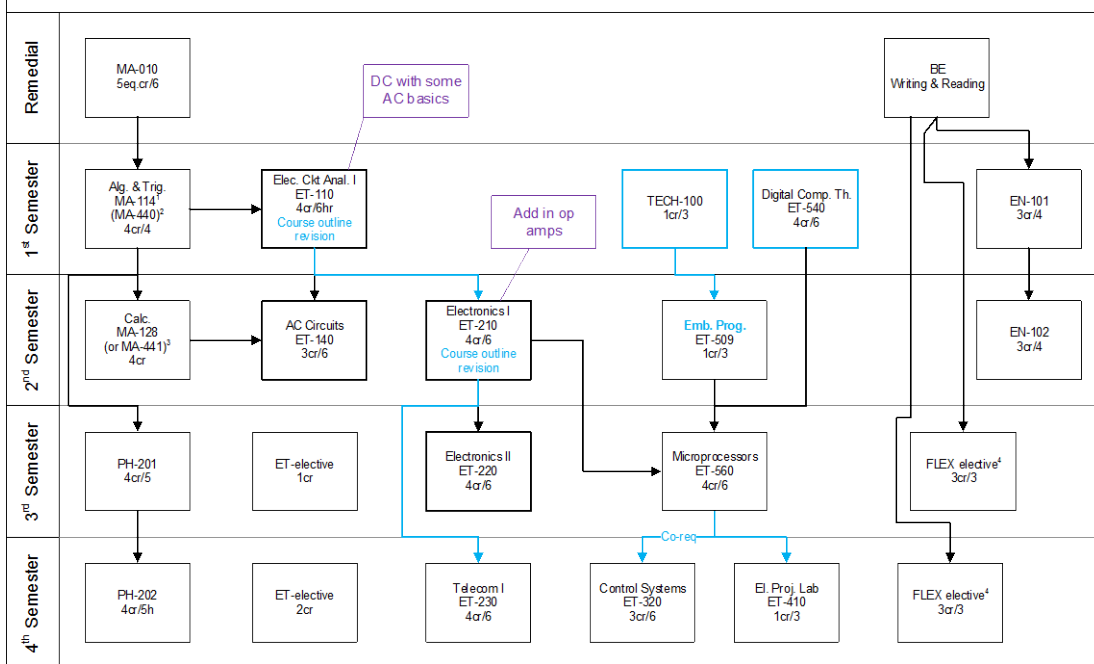 Remedial
MA-010
5eq.cr/6
DC with some
AC basics
BE
Writing & Reading
1st Semester
Alg. & Trig.
MA-114¹
(MA-440)²
4cr/4
Elec. Ckt Anal. I
ET-110
4cr/6hr
Course outline
revision
Add in op
amps
TECH-100
1cr/3
Digital Comp. Th.
ET-540
4cr/6
EN-101
3cr/4
2nd Semester
Calc.
MA-128
(or MA-441)³
4cr
AC Circuits
ET-140
3cr/6
Electronics I
ET-210
4cr/6
Course outline
revision
Emb. Prog.
ET-509
1cr/3
EN-102
3cr/4
3rd Semester
PH-201
4cr/5
ET-elective
1cr
Electronics II
ET-220
4cr/6
Microprocessors
ET-560
4cr/6
FLEX elective⁴
3cr/3
Co-req
4th Semester
PH-202
4cr/5h
ET-elective
2cr
Telecom I
ET-230
4cr/6
Control Systems
ET-320
3cr/6
El. Proj. Lab
ET-410
1cr/3
FLEX elective⁴
3cr/3